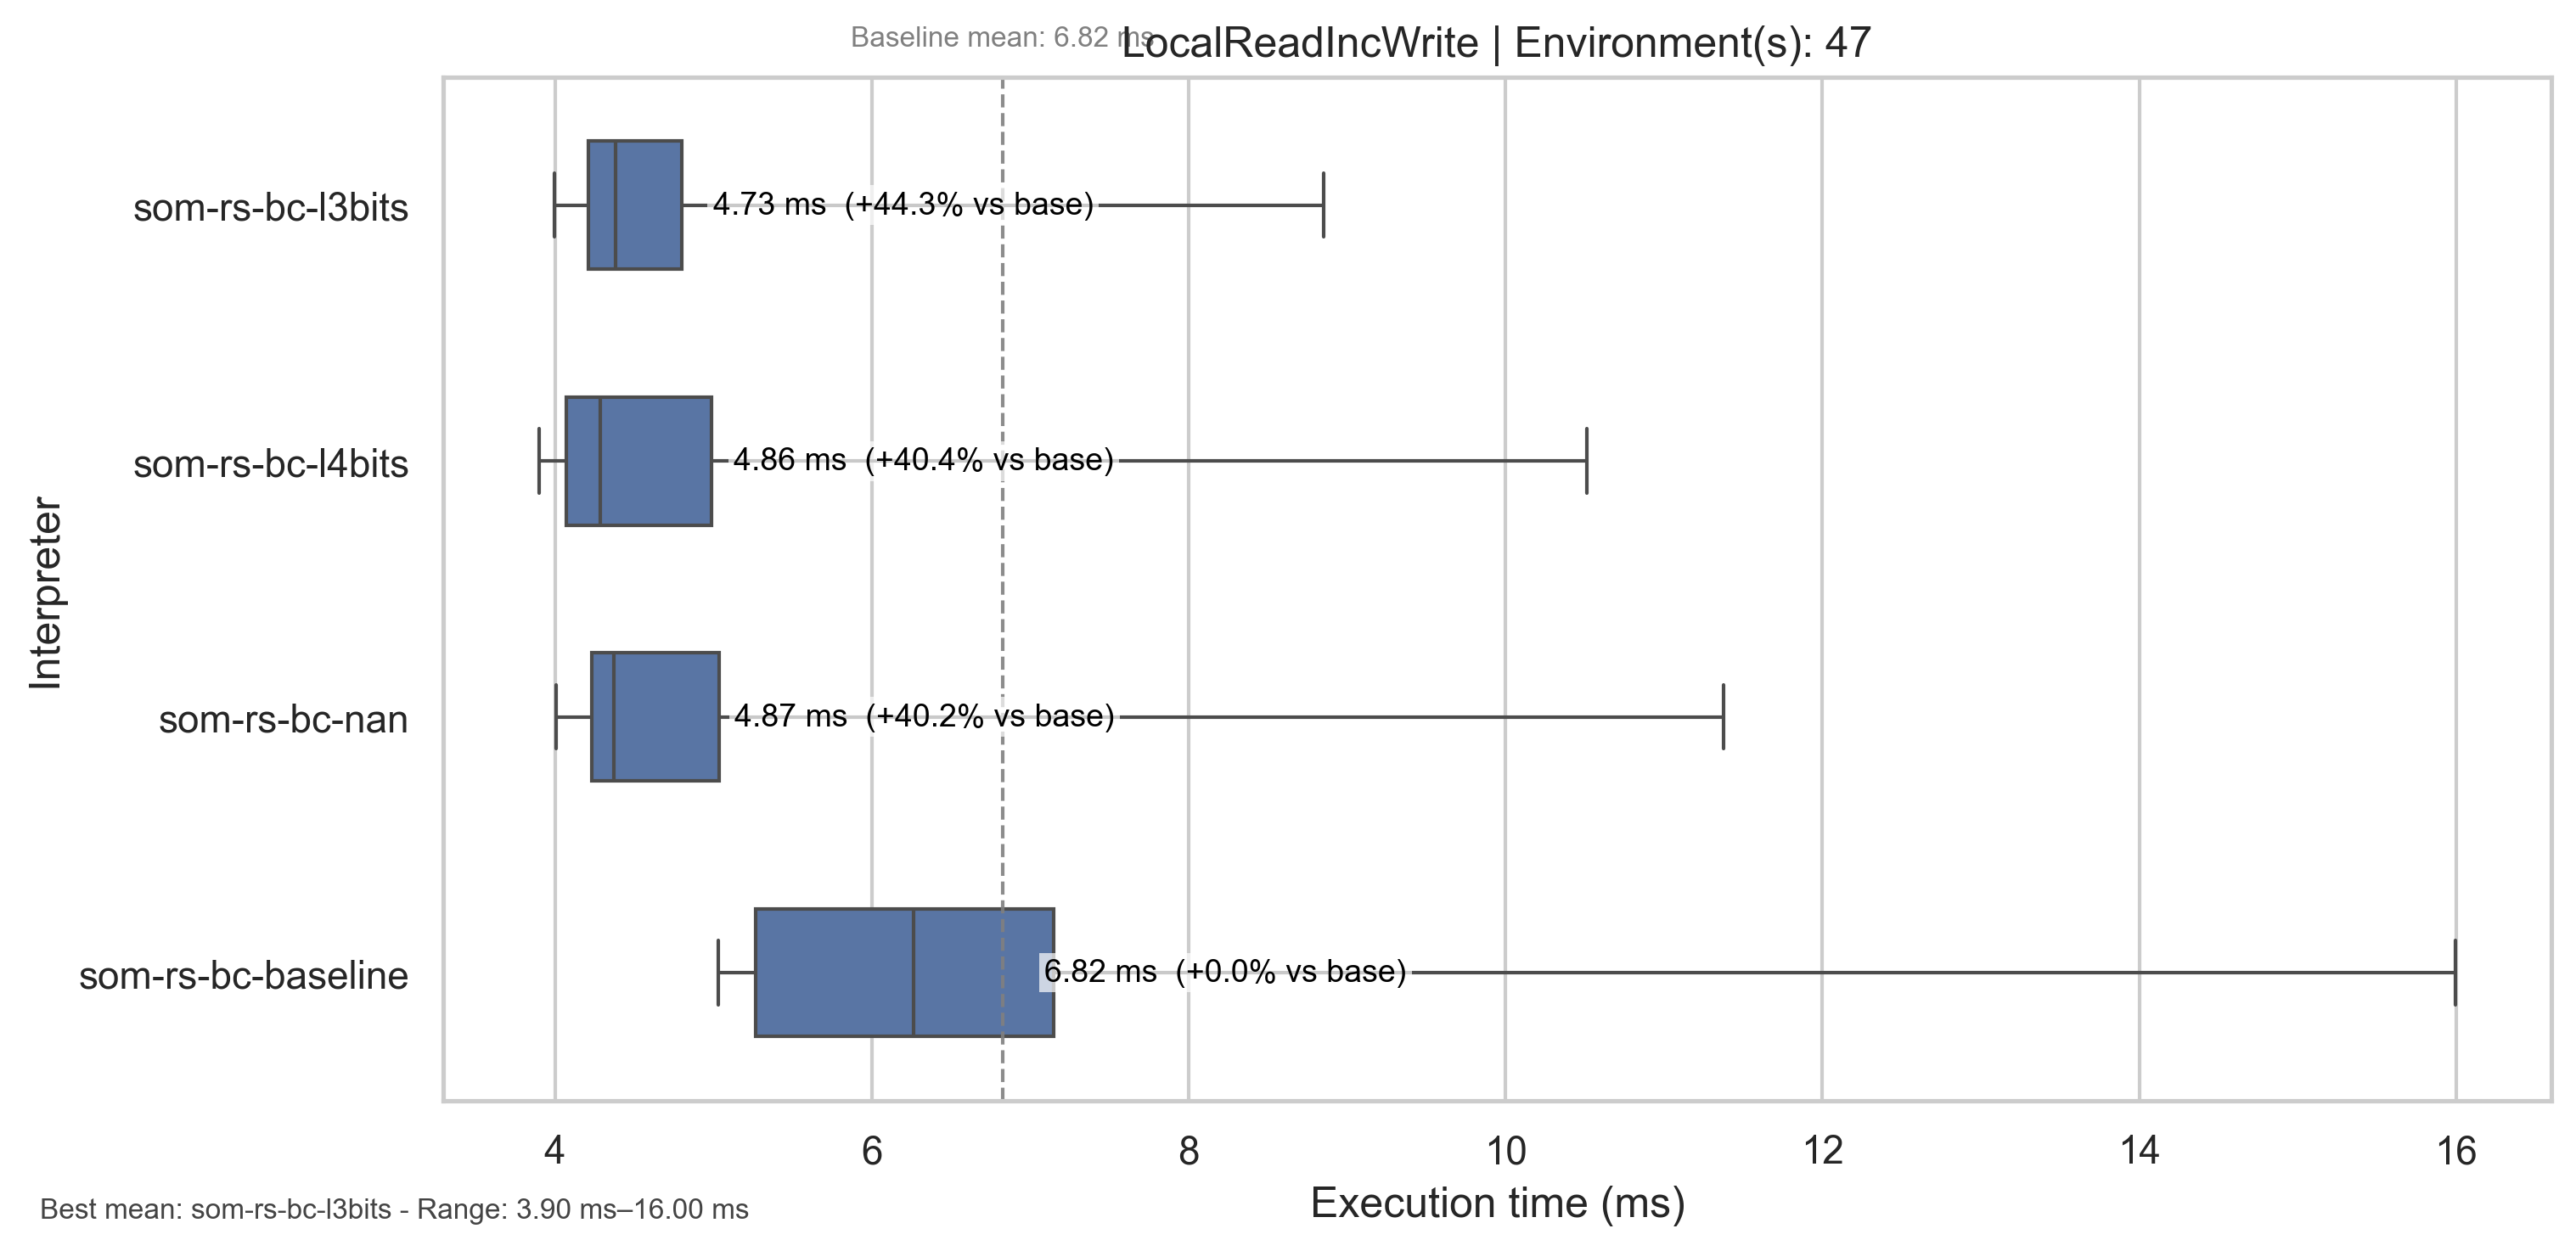 Baseline mean: 6.82 ms
LocalReadIncWrite | Environment(s): 47
Interpreter
som-rs-bc-l3bits
4.73 ms (+44.3% vs base)
som-rs-bc-l4bits
4.86 ms (+40.4% vs base)
som-rs-bc-nan
4.87 ms (+40.2% vs base)
som-rs-bc-baseline
6.82 ms (+0.0% vs base)
4 6 8 10 12 14 16
Execution time (ms)
Best mean: som-rs-bc-l3bits - Range: 3.90 ms–16.00 ms